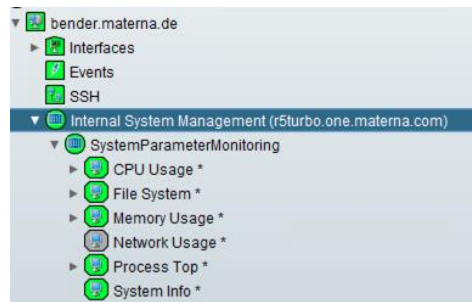 bender.materna.de
Interfaces
Events
SSH
Internal System Management (r5turbo.one.materna.com)
SystemParameterMonitoring
CPU Usage *
File System *
Memory Usage *
Network Usage *
Process Top *
System Info *